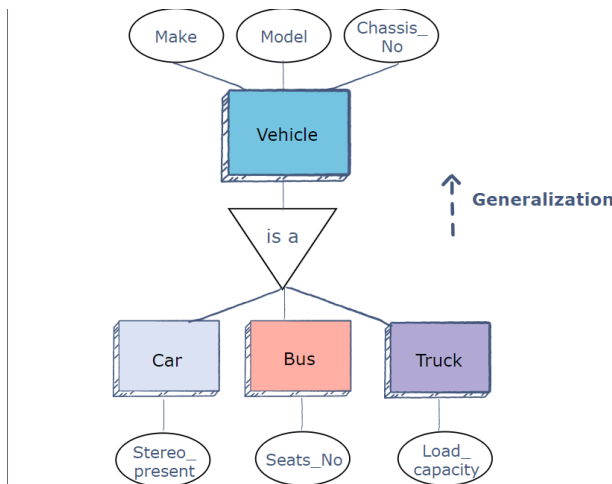 Make
Model
Chassis_
No
Vehicle
Generalization
is a
Car
Bus
Truck
Stereo_
present
Seats_No
Load_
capacity